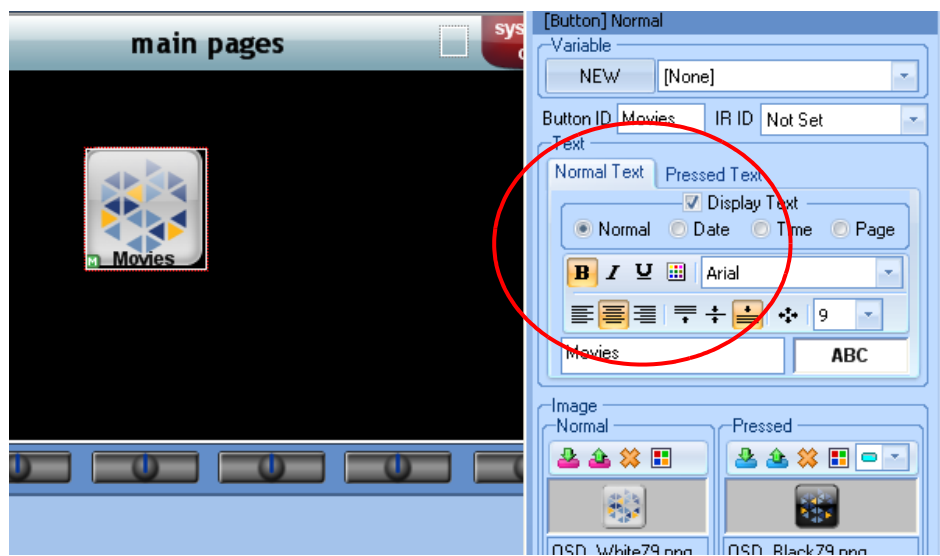 main pages
sys
Movies
M
[Button] Normal
Variable
NEW
[None]
Button ID
Movies
IR ID
Not Set
Text
Normal Text
Pressed Text
Display Text
Normal
Date
Time
Page
B I U
Arial
9
Movies
ABC
Image
Normal
Pressed
OSD_White79.png
OSD_Black79.png